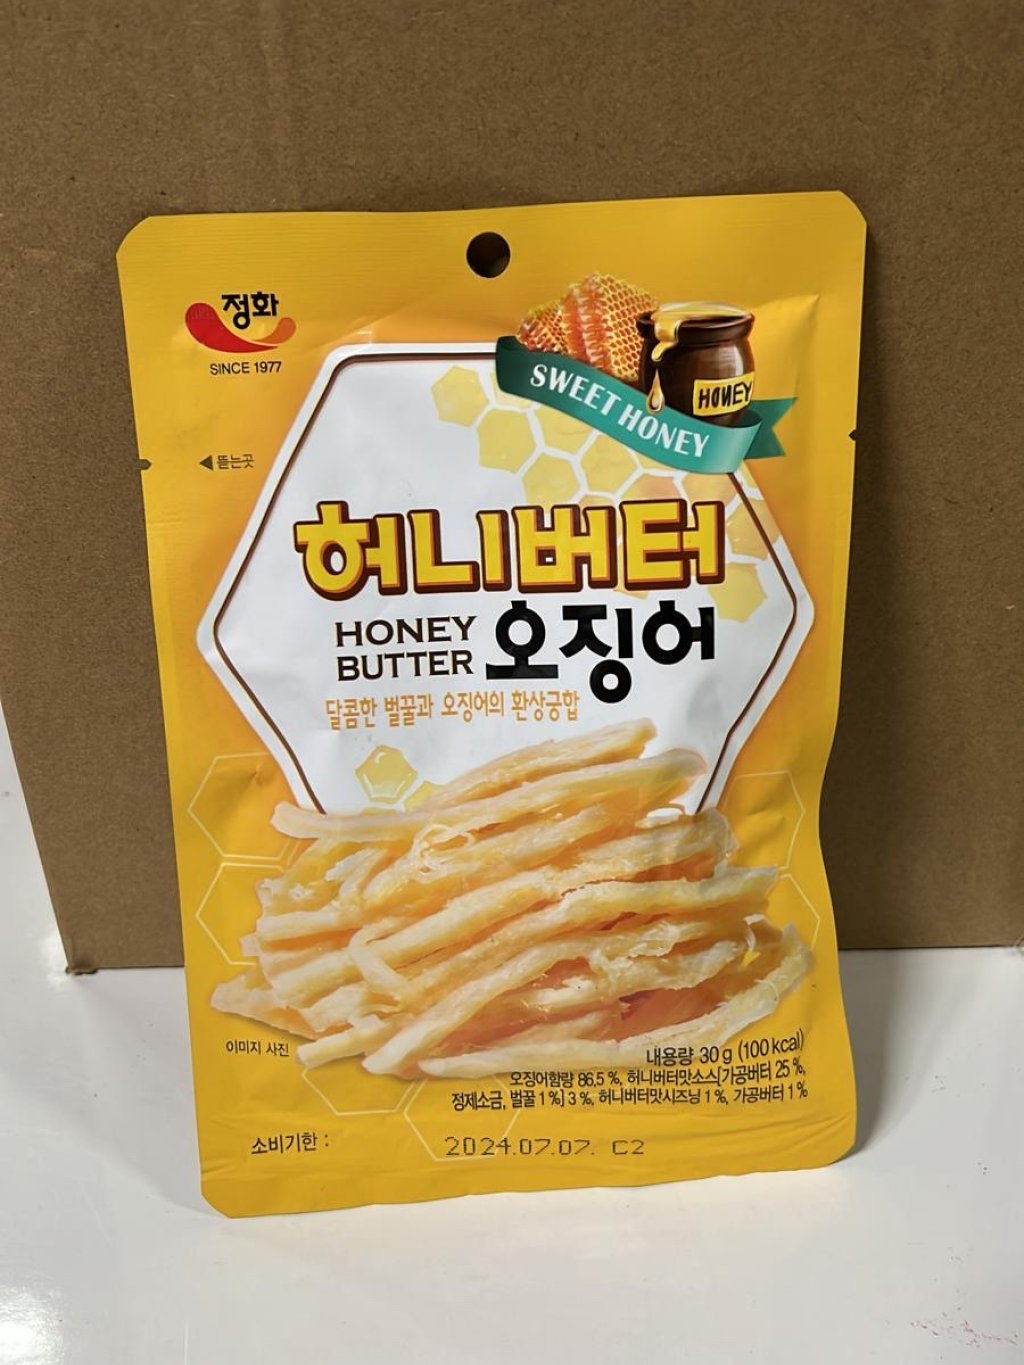 정화
SINCE 1977
SWEET HONEY
HONEY
◀ 뜯는곳
허니버터
HONEY
BUTTER 오징어
달콤한 벌꿀과 오징어의 환상궁합
이미지 사진
내용량 30 g (100 kcal)
오징어함량 86.5 %, 허니버터맛소스[가공버터 25 %,
정제소금, 벌꿀 1 %] 3 %, 허니버터맛시즈닝 1 %, 가공버터 1 %
소비기한 : 2024.07.07. C2